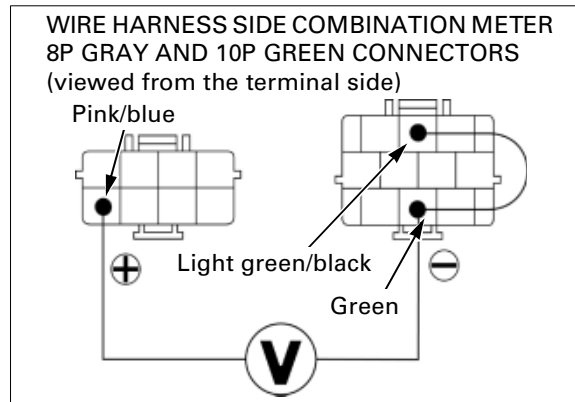 WIRE HARNESS SIDE COMBINATION METER
8P GRAY AND 10P GREEN CONNECTORS
(viewed from the terminal side)
Pink/blue
Light green/black
Green
V